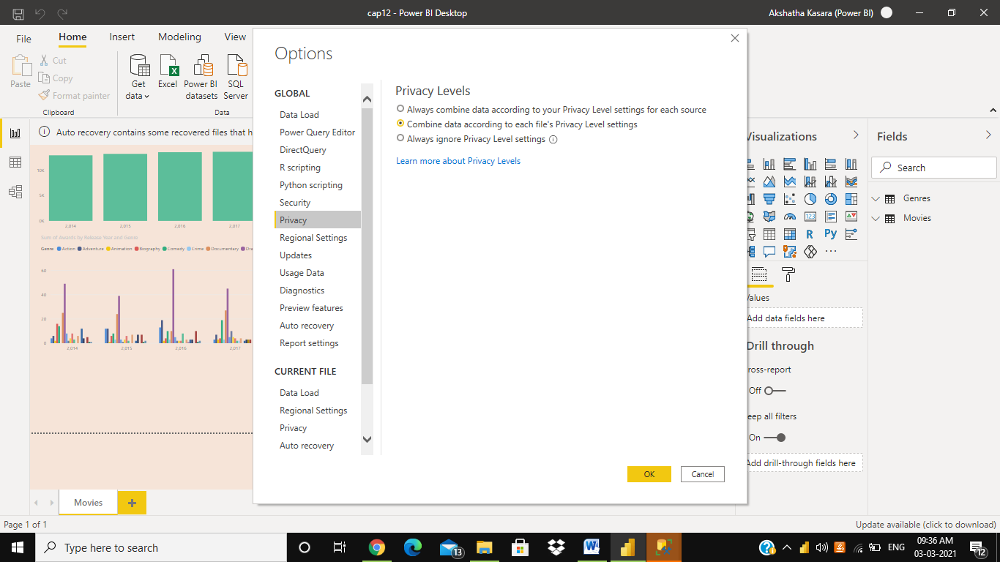 cap12 - Power BI Desktop
Akshatha Kasara (Power BI)
File
Home
Insert
Modeling
View
Paste
Cut
Copy
Format painter
Clipboard
Get
data
Excel
Power BI
datasets
SQL
Server
Data
Auto recovery contains some recovered files that h
10K
5K
0K
2,014
2,015
2,016
2,017
Sum of Awards by Release Year and Genre
Genre Action Adventure Animation Biography Comedy Crime Documentary Dra
60
40
20
0
2,014
2,015
2,016
2,017
Options
GLOBAL
Data Load
Power Query Editor
DirectQuery
R scripting
Python scripting
Security
Privacy
Regional Settings
Updates
Usage Data
Diagnostics
Preview features
Auto recovery
Report settings
CURRENT FILE
Data Load
Regional Settings
Privacy
Auto recovery
Privacy Levels
Always combine data according to your Privacy Level settings for each source
Combine data according to each file's Privacy Level settings
Always ignore Privacy Level settings
Learn more about Privacy Levels
OK
Cancel
Visualizations
123
R
Py
Values
Add data fields here
Drill through
ross-report
Off
eep all filters
On
Add drill-through fields here
Fields
Search
Genres
Movies
Movies
Page 1 of 1
Update available (click to download)
Type here to search
13
ENG
09:36 AM
03-03-2021
12